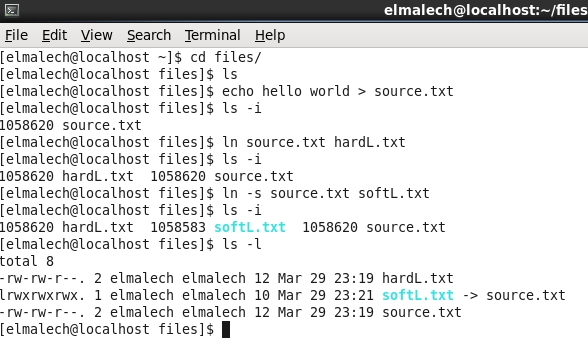 elmalech@localhost:~/files
File Edit View Search Terminal Help
[elmalech@localhost ~]$ cd files/
[elmalech@localhost files]$ ls
[elmalech@localhost files]$ echo hello world > source.txt
[elmalech@localhost files]$ ls -i
1058620 source.txt
[elmalech@localhost files]$ ln source.txt hardL.txt
[elmalech@localhost files]$ ls -i
1058620 hardL.txt  1058620 source.txt
[elmalech@localhost files]$ ln -s source.txt softL.txt
[elmalech@localhost files]$ ls -i
1058620 hardL.txt  1058583 softL.txt  1058620 source.txt
[elmalech@localhost files]$ ls -l
total 8
-rw-rw-r--. 2 elmalech elmalech 12 Mar 29 23:19 hardL.txt
lrwxrwxrwx. 1 elmalech elmalech 10 Mar 29 23:21 softL.txt -> source.txt
-rw-rw-r--. 2 elmalech elmalech 12 Mar 29 23:19 source.txt
[elmalech@localhost files]$